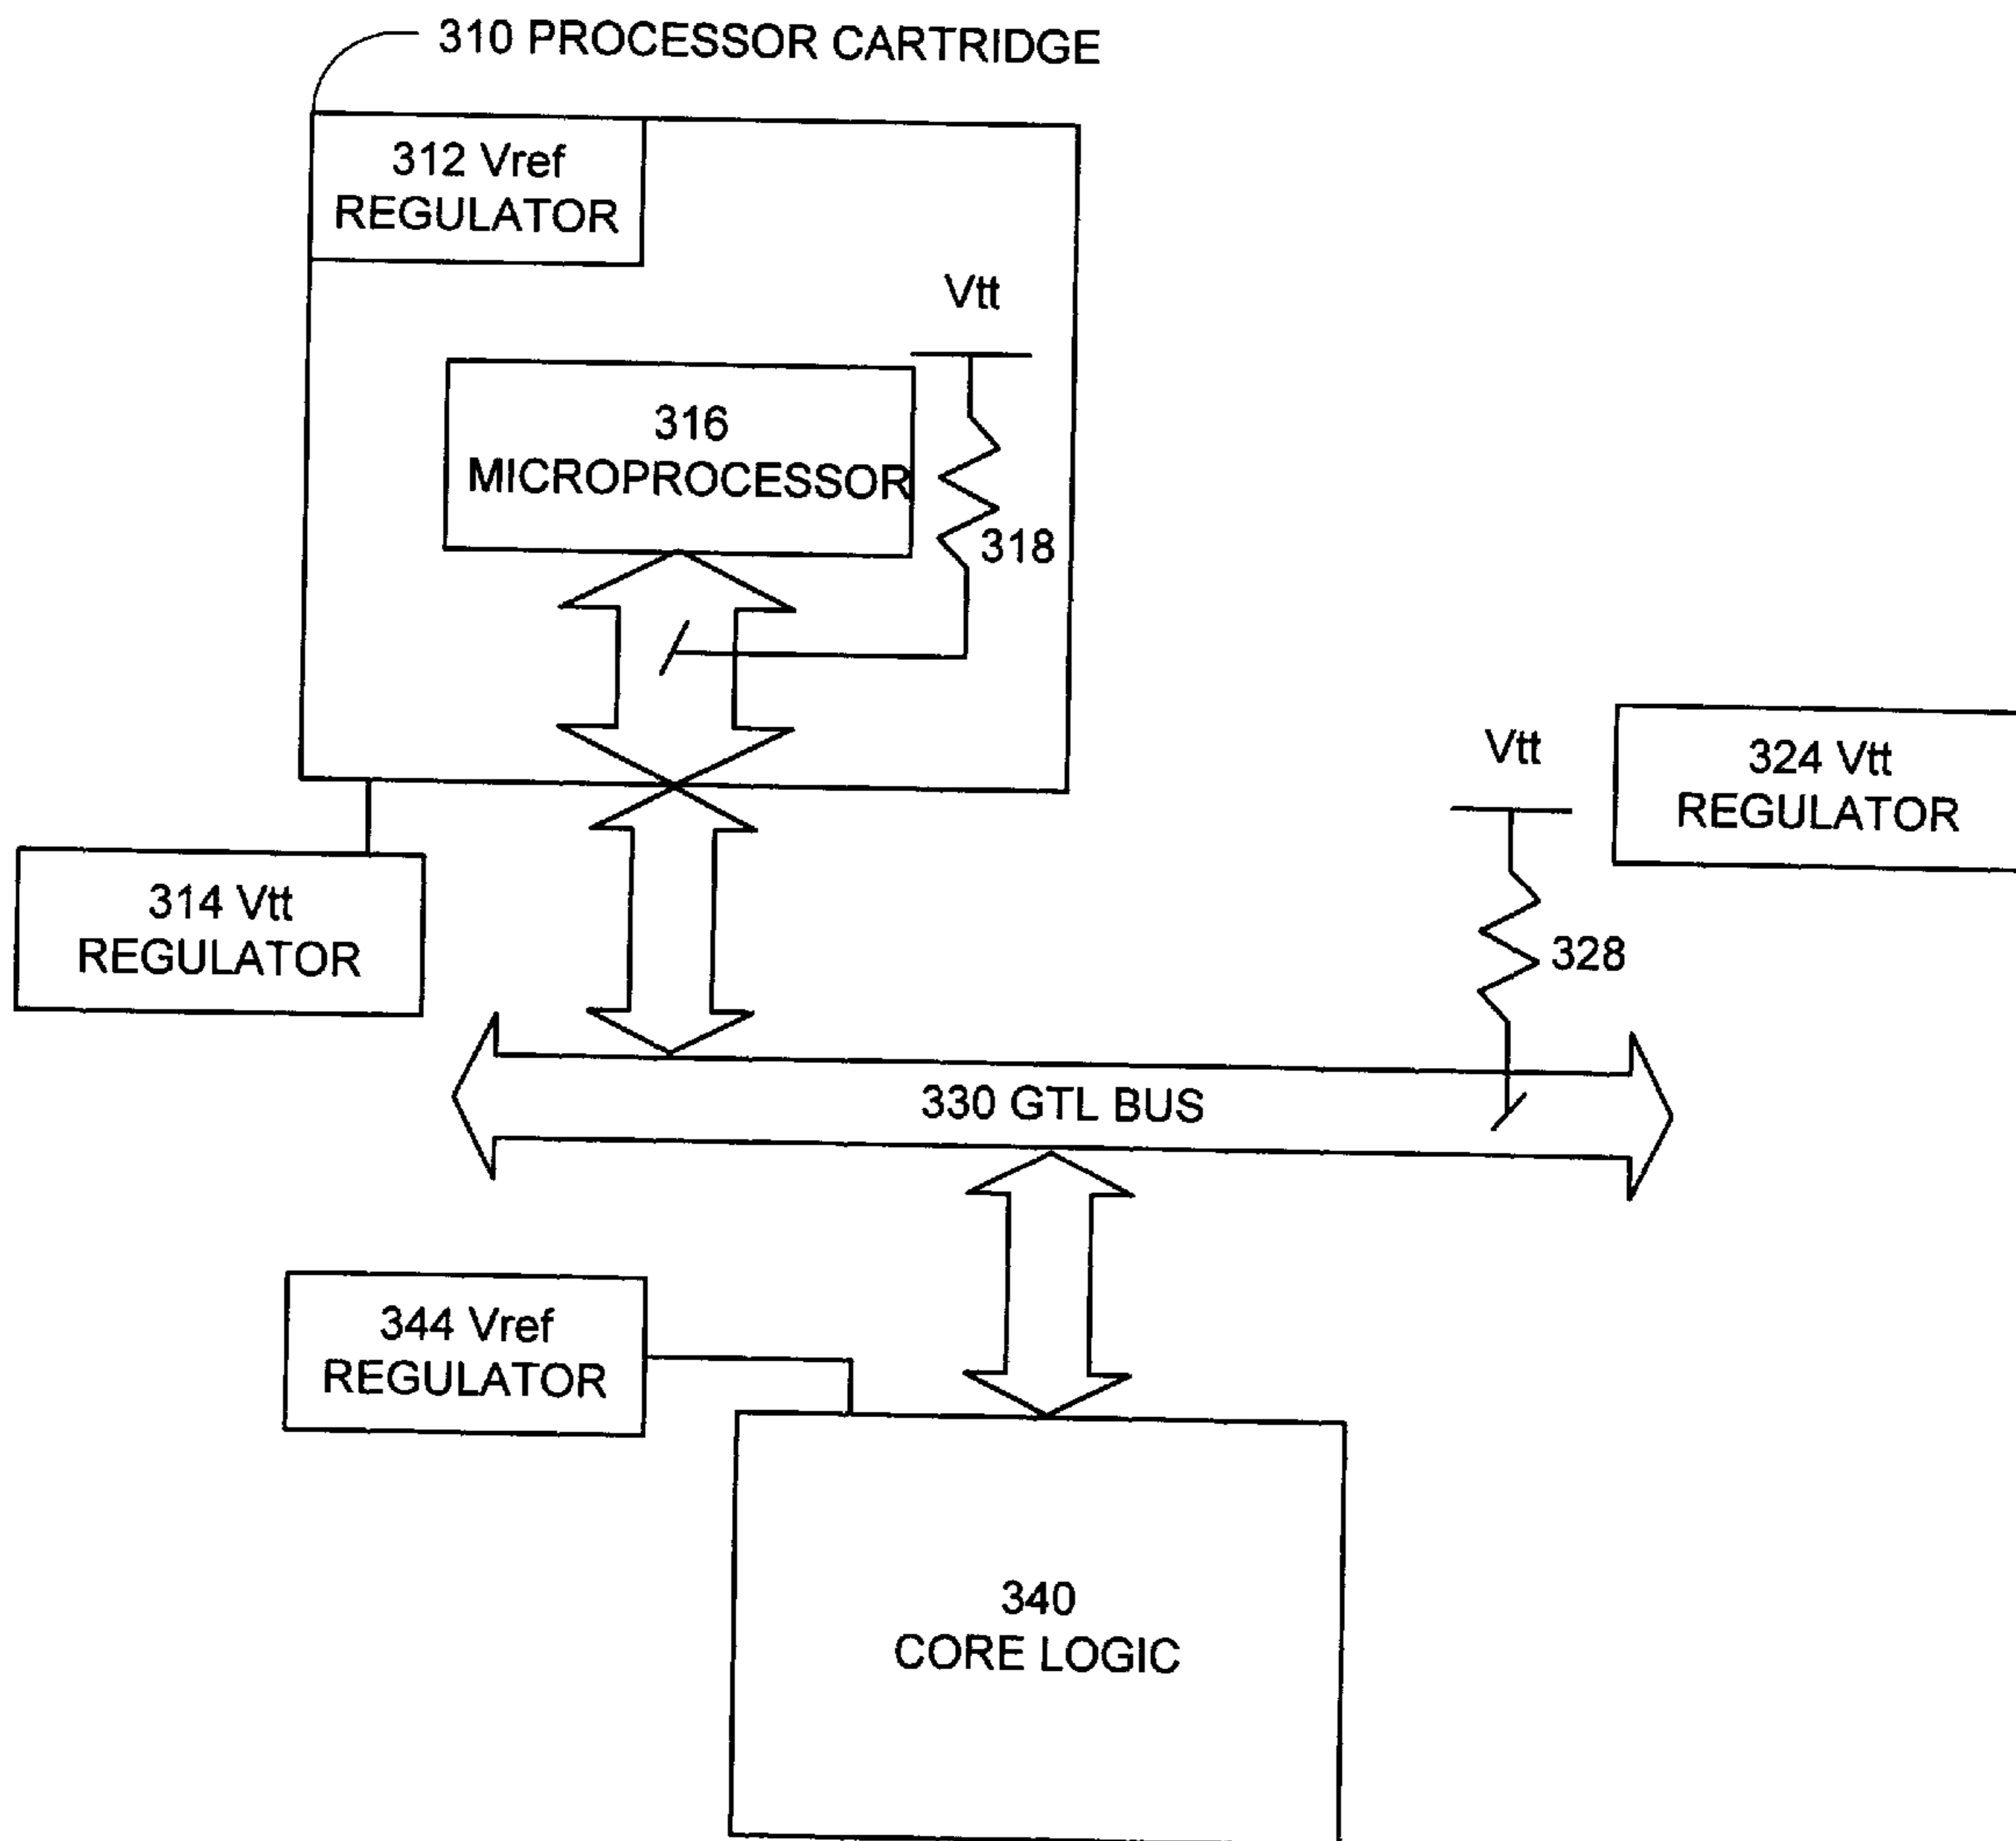 310 PROCESSOR CARTRIDGE
312 Vref
REGULATOR
Vtt
316
MICROPROCESSOR
318
Vtt
324 Vtt
REGULATOR
314 Vtt
REGULATOR
328
330 GTL BUS
344 Vref
REGULATOR
340
CORE LOGIC